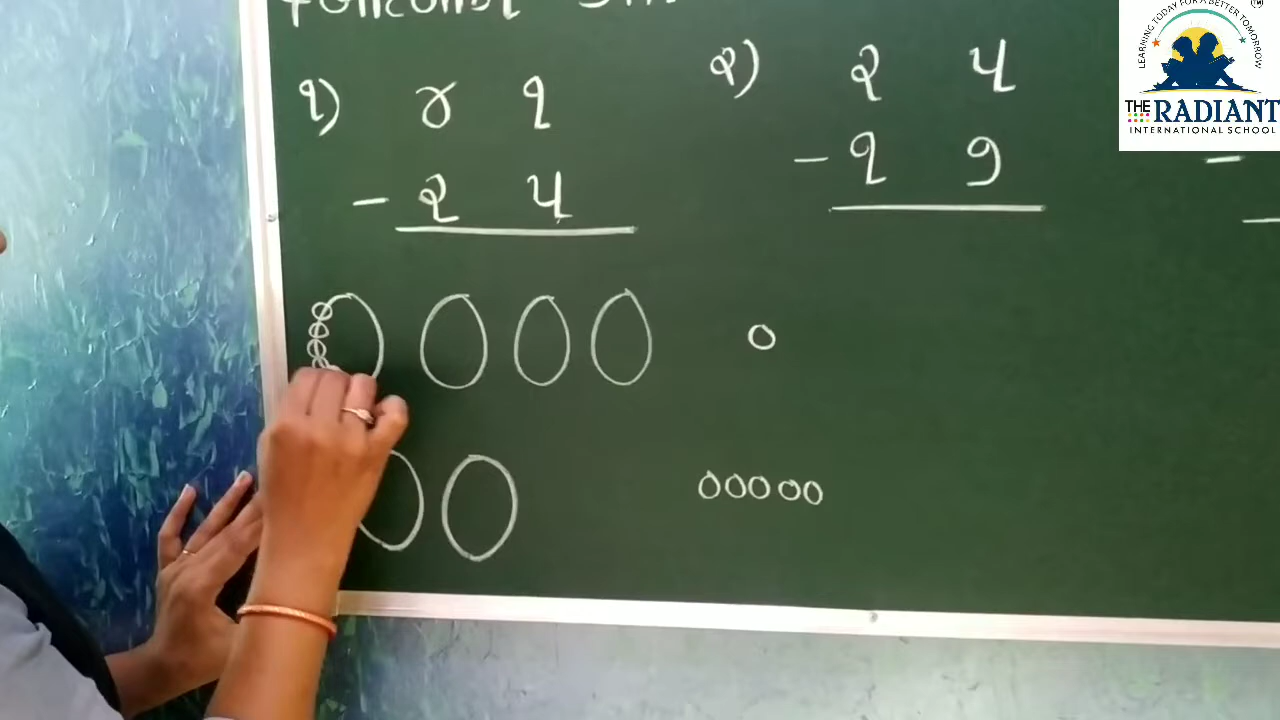 ૧) ૪ ૧
- ૨ ૫
૨) ૨ ૫
- ૧ ૭
LEARNING TODAY FOR A BETTER TOMORROW
THE RADIANT
INTERNATIONAL SCHOOL